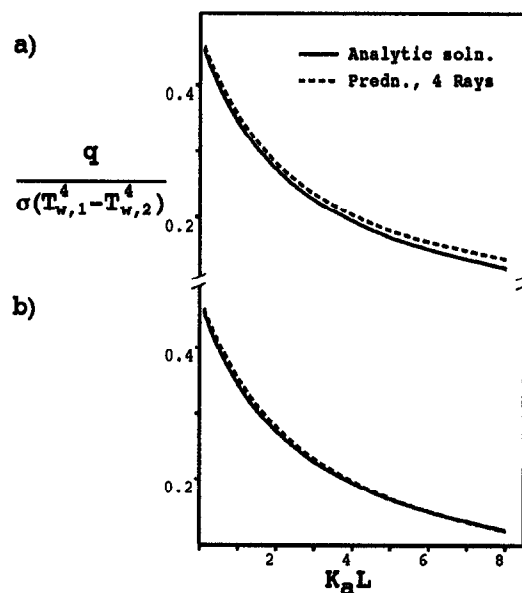 a)
Analytic soln.
Predn., 4 Rays
0.4
q
σ(T⁴w,1-T⁴w,2)
0.2
b)
0.4
0.2
2 4 6 8
KaL